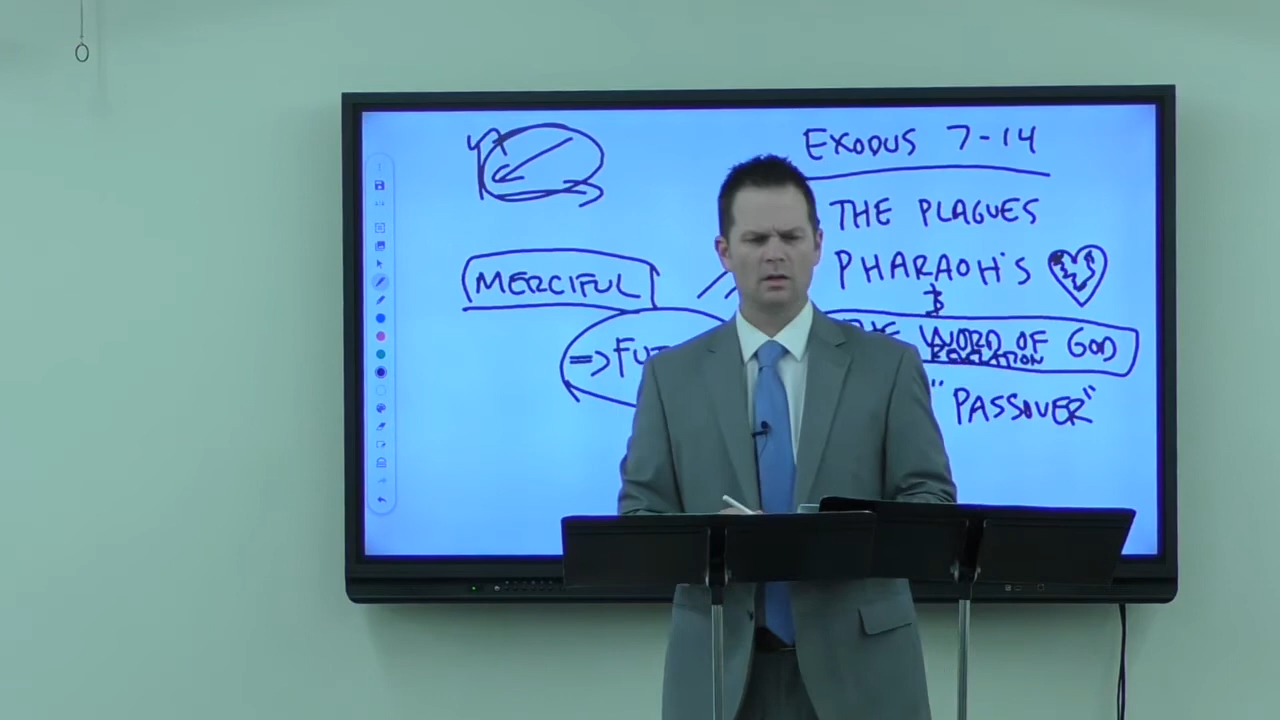 EXODUS 7-14
THE PLAGUES
PHARAOH'S
MERCIFUL
WORD OF GOD
REVELATION
"PASSOVER"